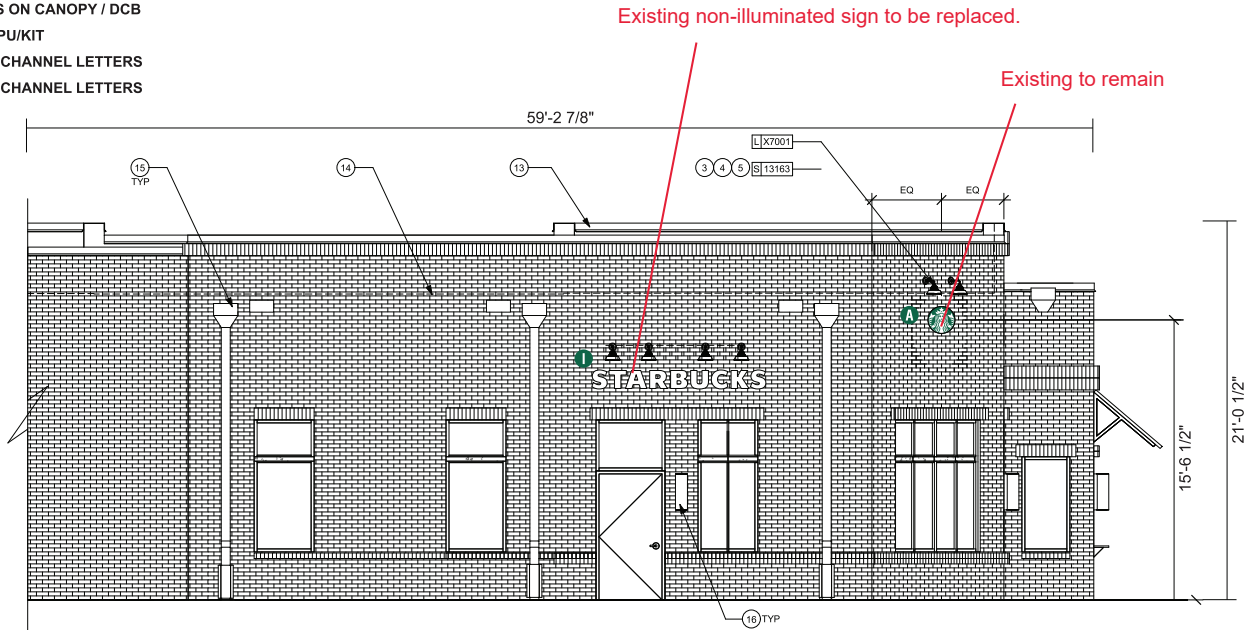 S ON CANOPY / DCB
PU/KIT
CHANNEL LETTERS
CHANNEL LETTERS
Existing non-illuminated sign to be replaced.
Existing to remain
59'-2 7/8"
L X7001
15
TYP
14
13
3 4 5 S 13163
EQ EQ
A
I
STARBUCKS
15'-6 1/2"
21'-0 1/2"
16 TYP